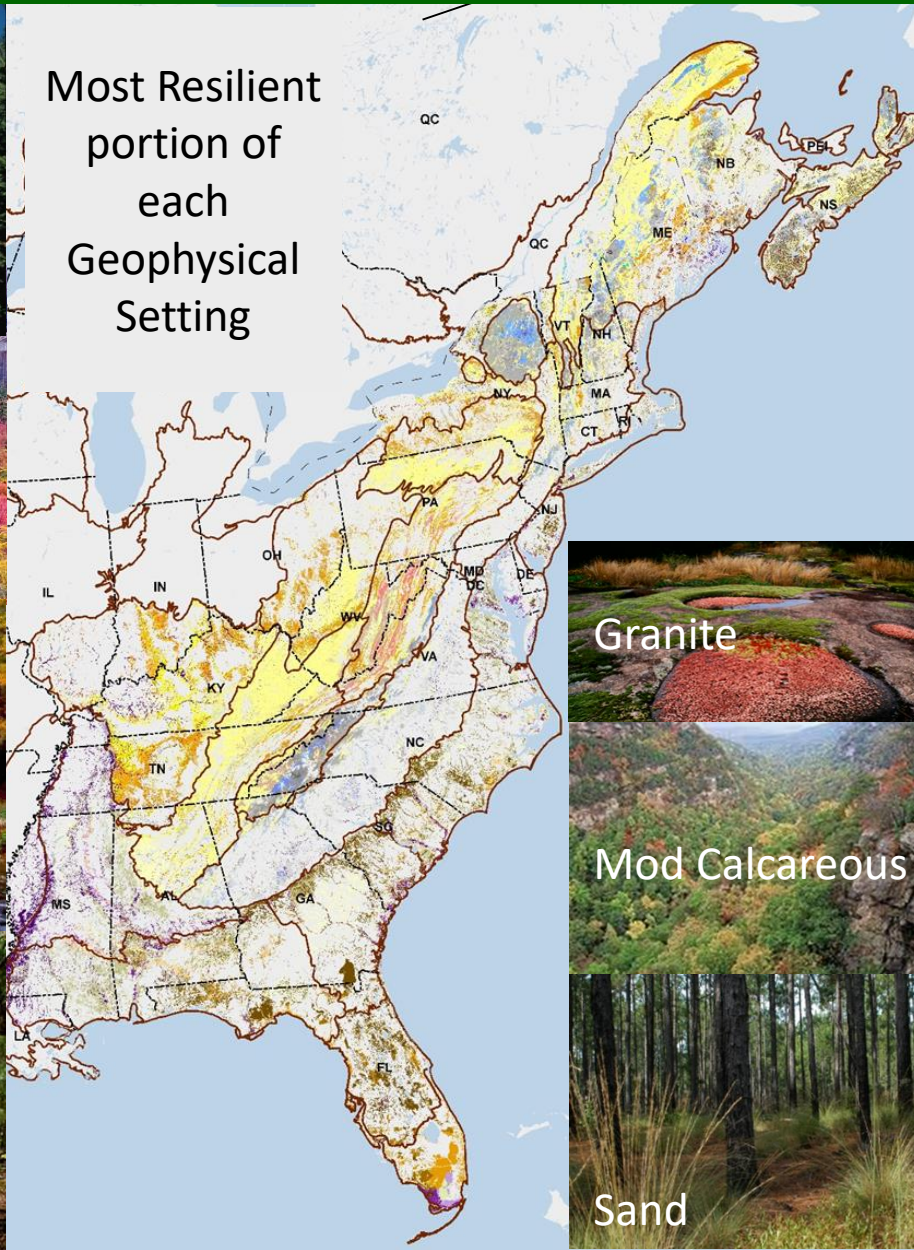 Most Resilient
portion of
each
Geophysical
Setting
QC
NB
PEI
NS
ME
QC
VT
NH
NY
MA
CT
RI
PA
NJ
OH
MD
DE
DC
IL
IN
WV
VA
KY
NC
TN
SC
MS
AL
GA
LA
FL
Granite
Mod Calcareous
Sand